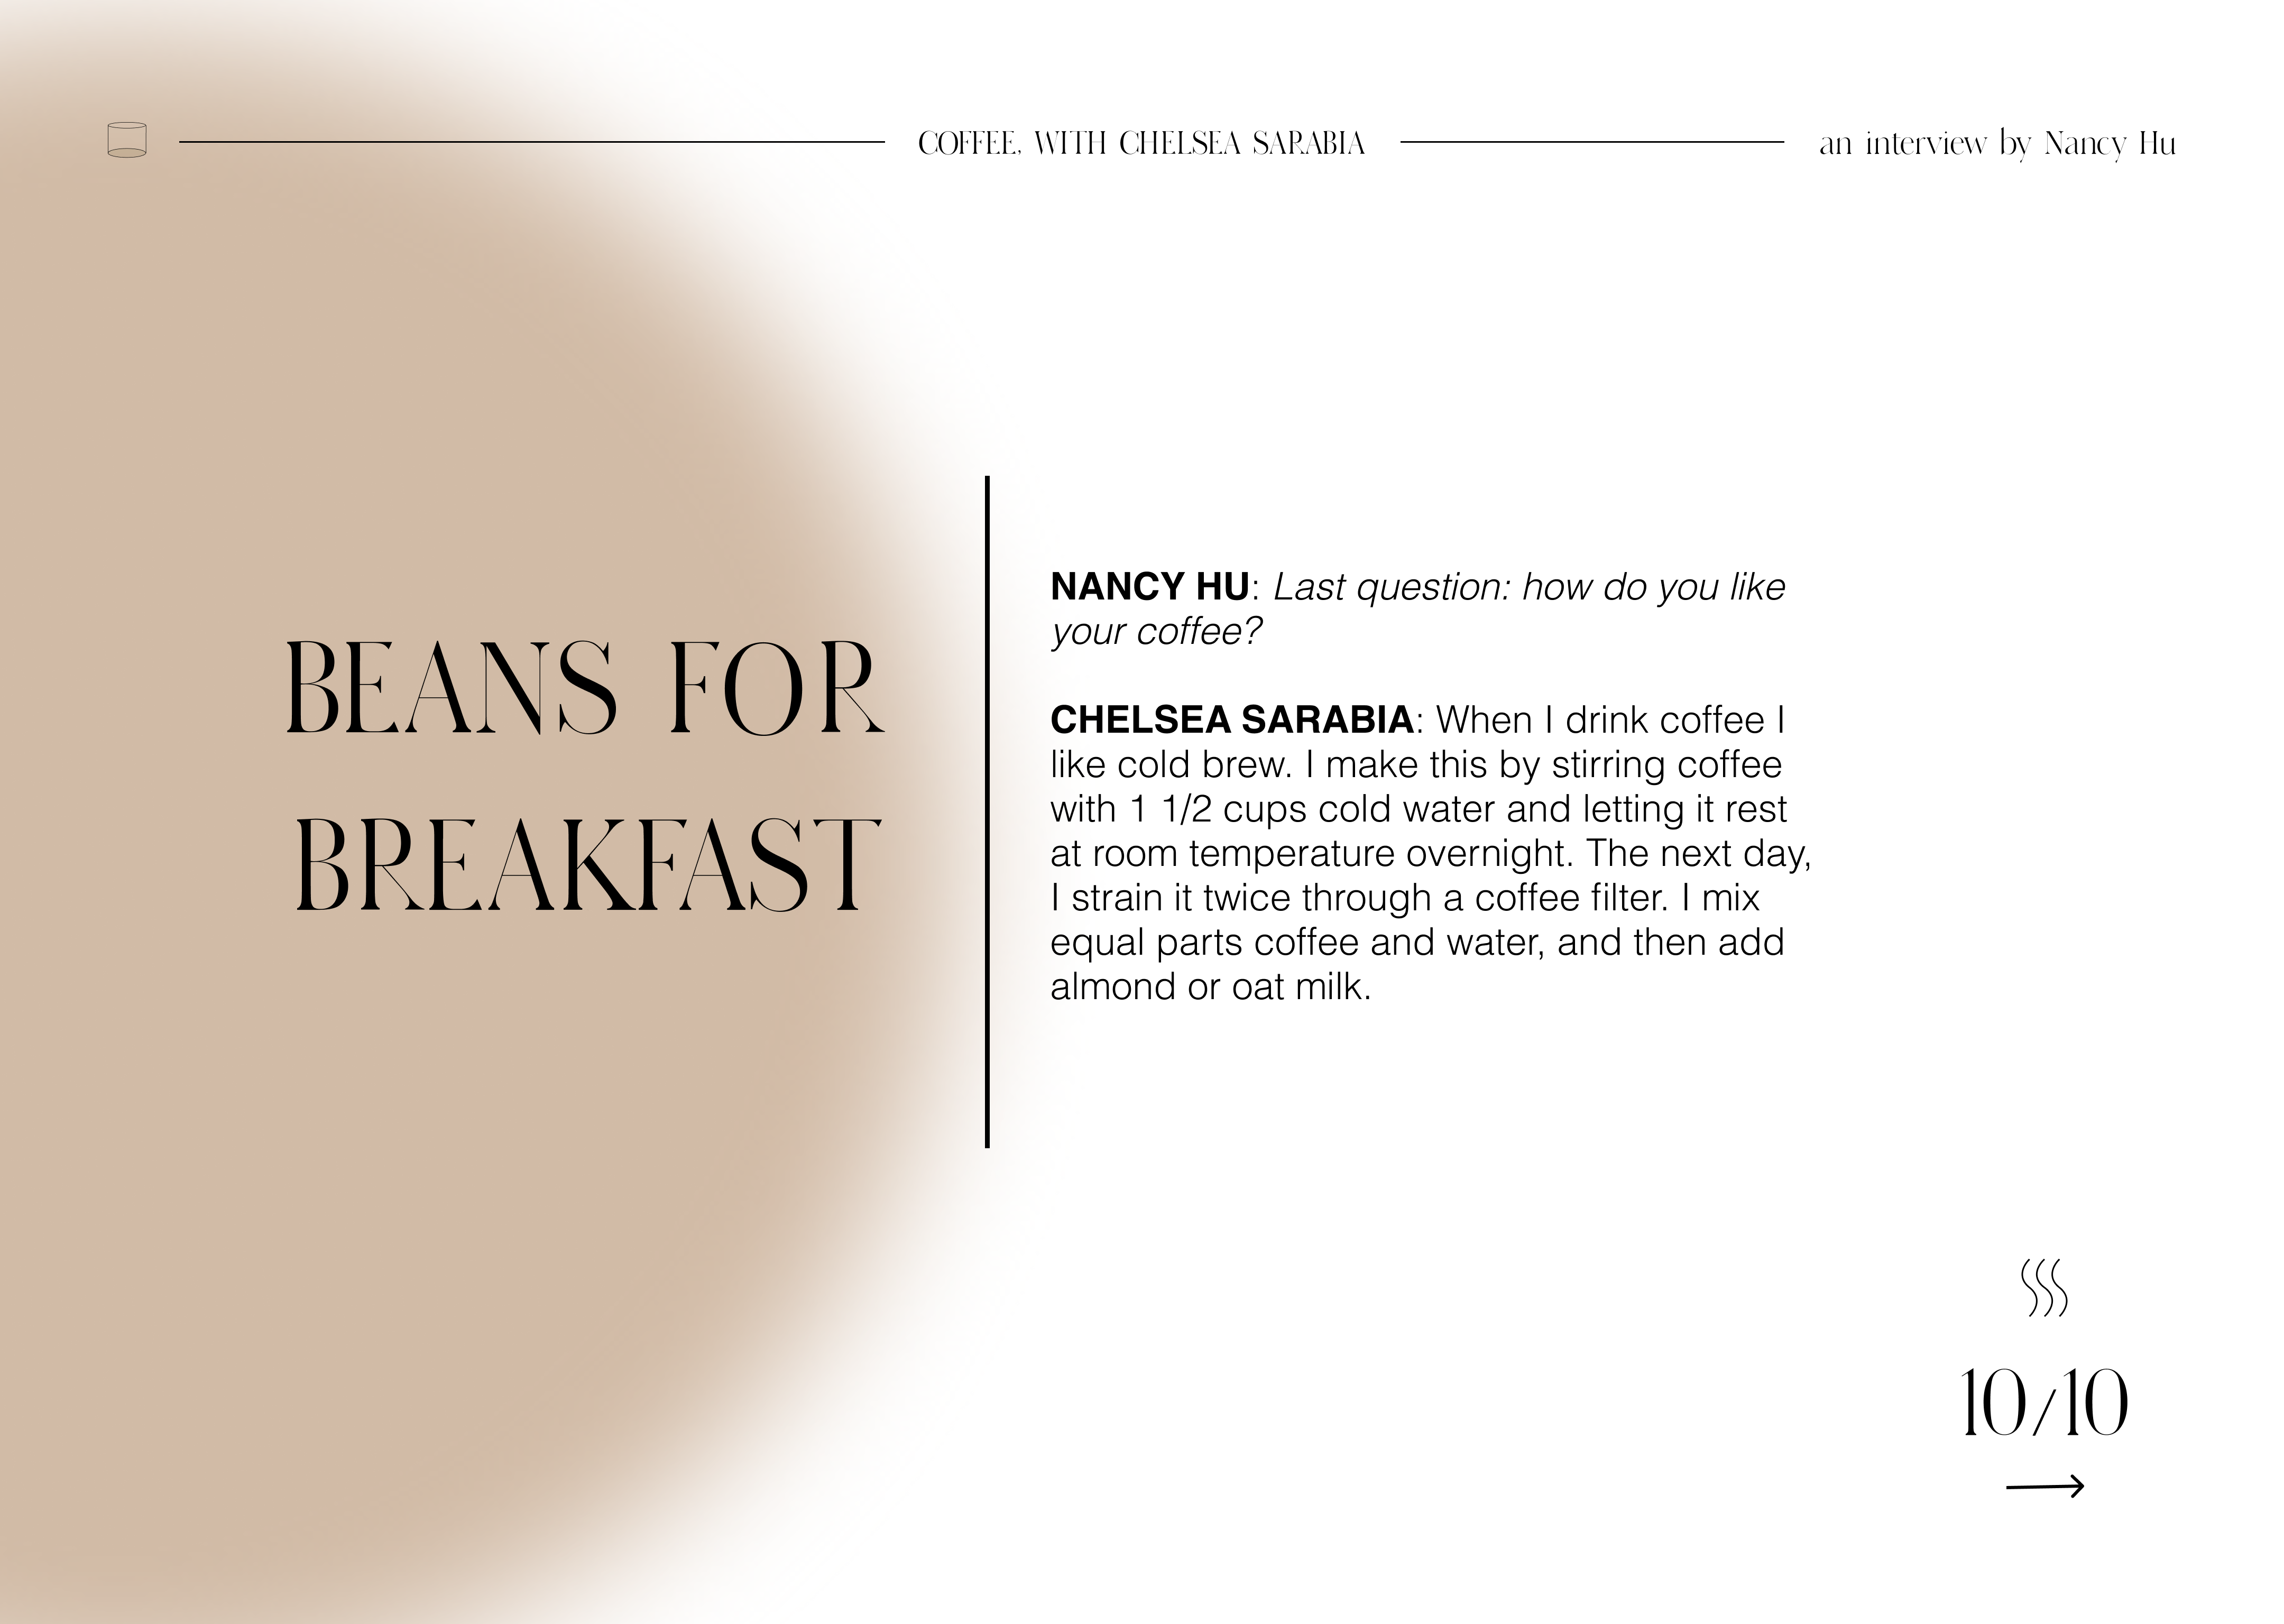 COFFEE, WITH CHELSEA SARABIA
an interview by Nancy Hu
BEANS FOR
BREAKFAST
NANCY HU: Last question: how do you like
your coffee?
CHELSEA SARABIA: When I drink coffee I
like cold brew. I make this by stirring coffee
with 1 1/2 cups cold water and letting it rest
at room temperature overnight. The next day,
I strain it twice through a coffee filter. I mix
equal parts coffee and water, and then add
almond or oat milk.
10/10